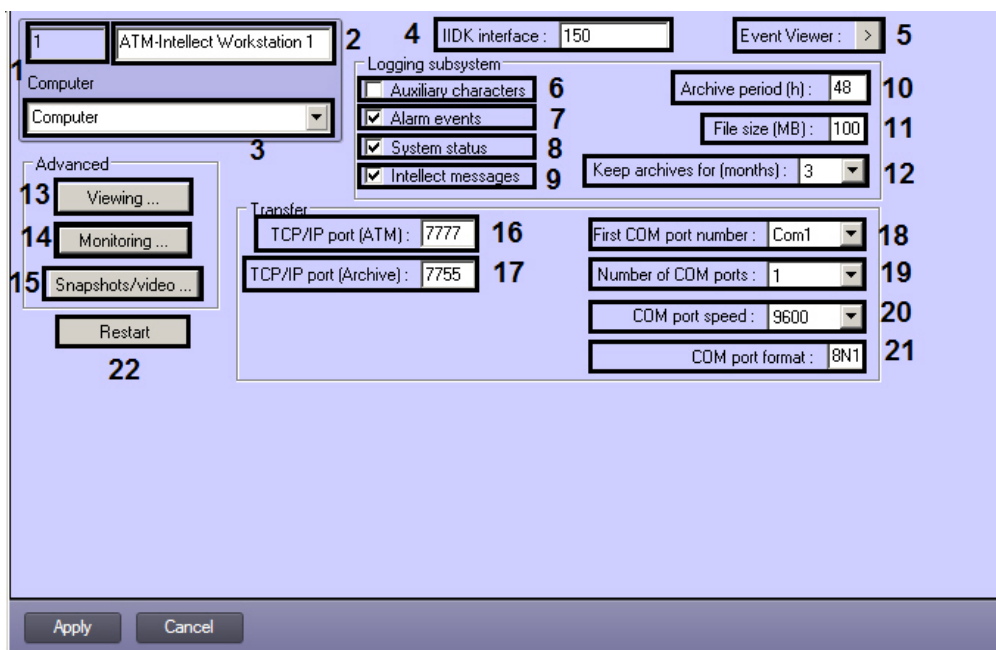 1 ATM-Intellect Workstation 1 2
1
Computer
Computer
3
4 IIDK interface : 150
Event Viewer : > 5
Logging subsystem
Auxiliary characters 6
Alarm events 7
System status 8
Intellect messages 9
Archive period (h) : 48 10
File size (MB) : 100 11
Keep archives for (months) : 3 12
Advanced
13 Viewing ...
14 Monitoring ...
15 Snapshots/video ...
Restart
22
Transfer
TCP/IP port (ATM) : 7777 16
TCP/IP port (Archive) : 7755 17
First COM port number : Com1 18
Number of COM ports : 1 19
COM port speed : 9600 20
COM port format : 8N1 21
Apply Cancel